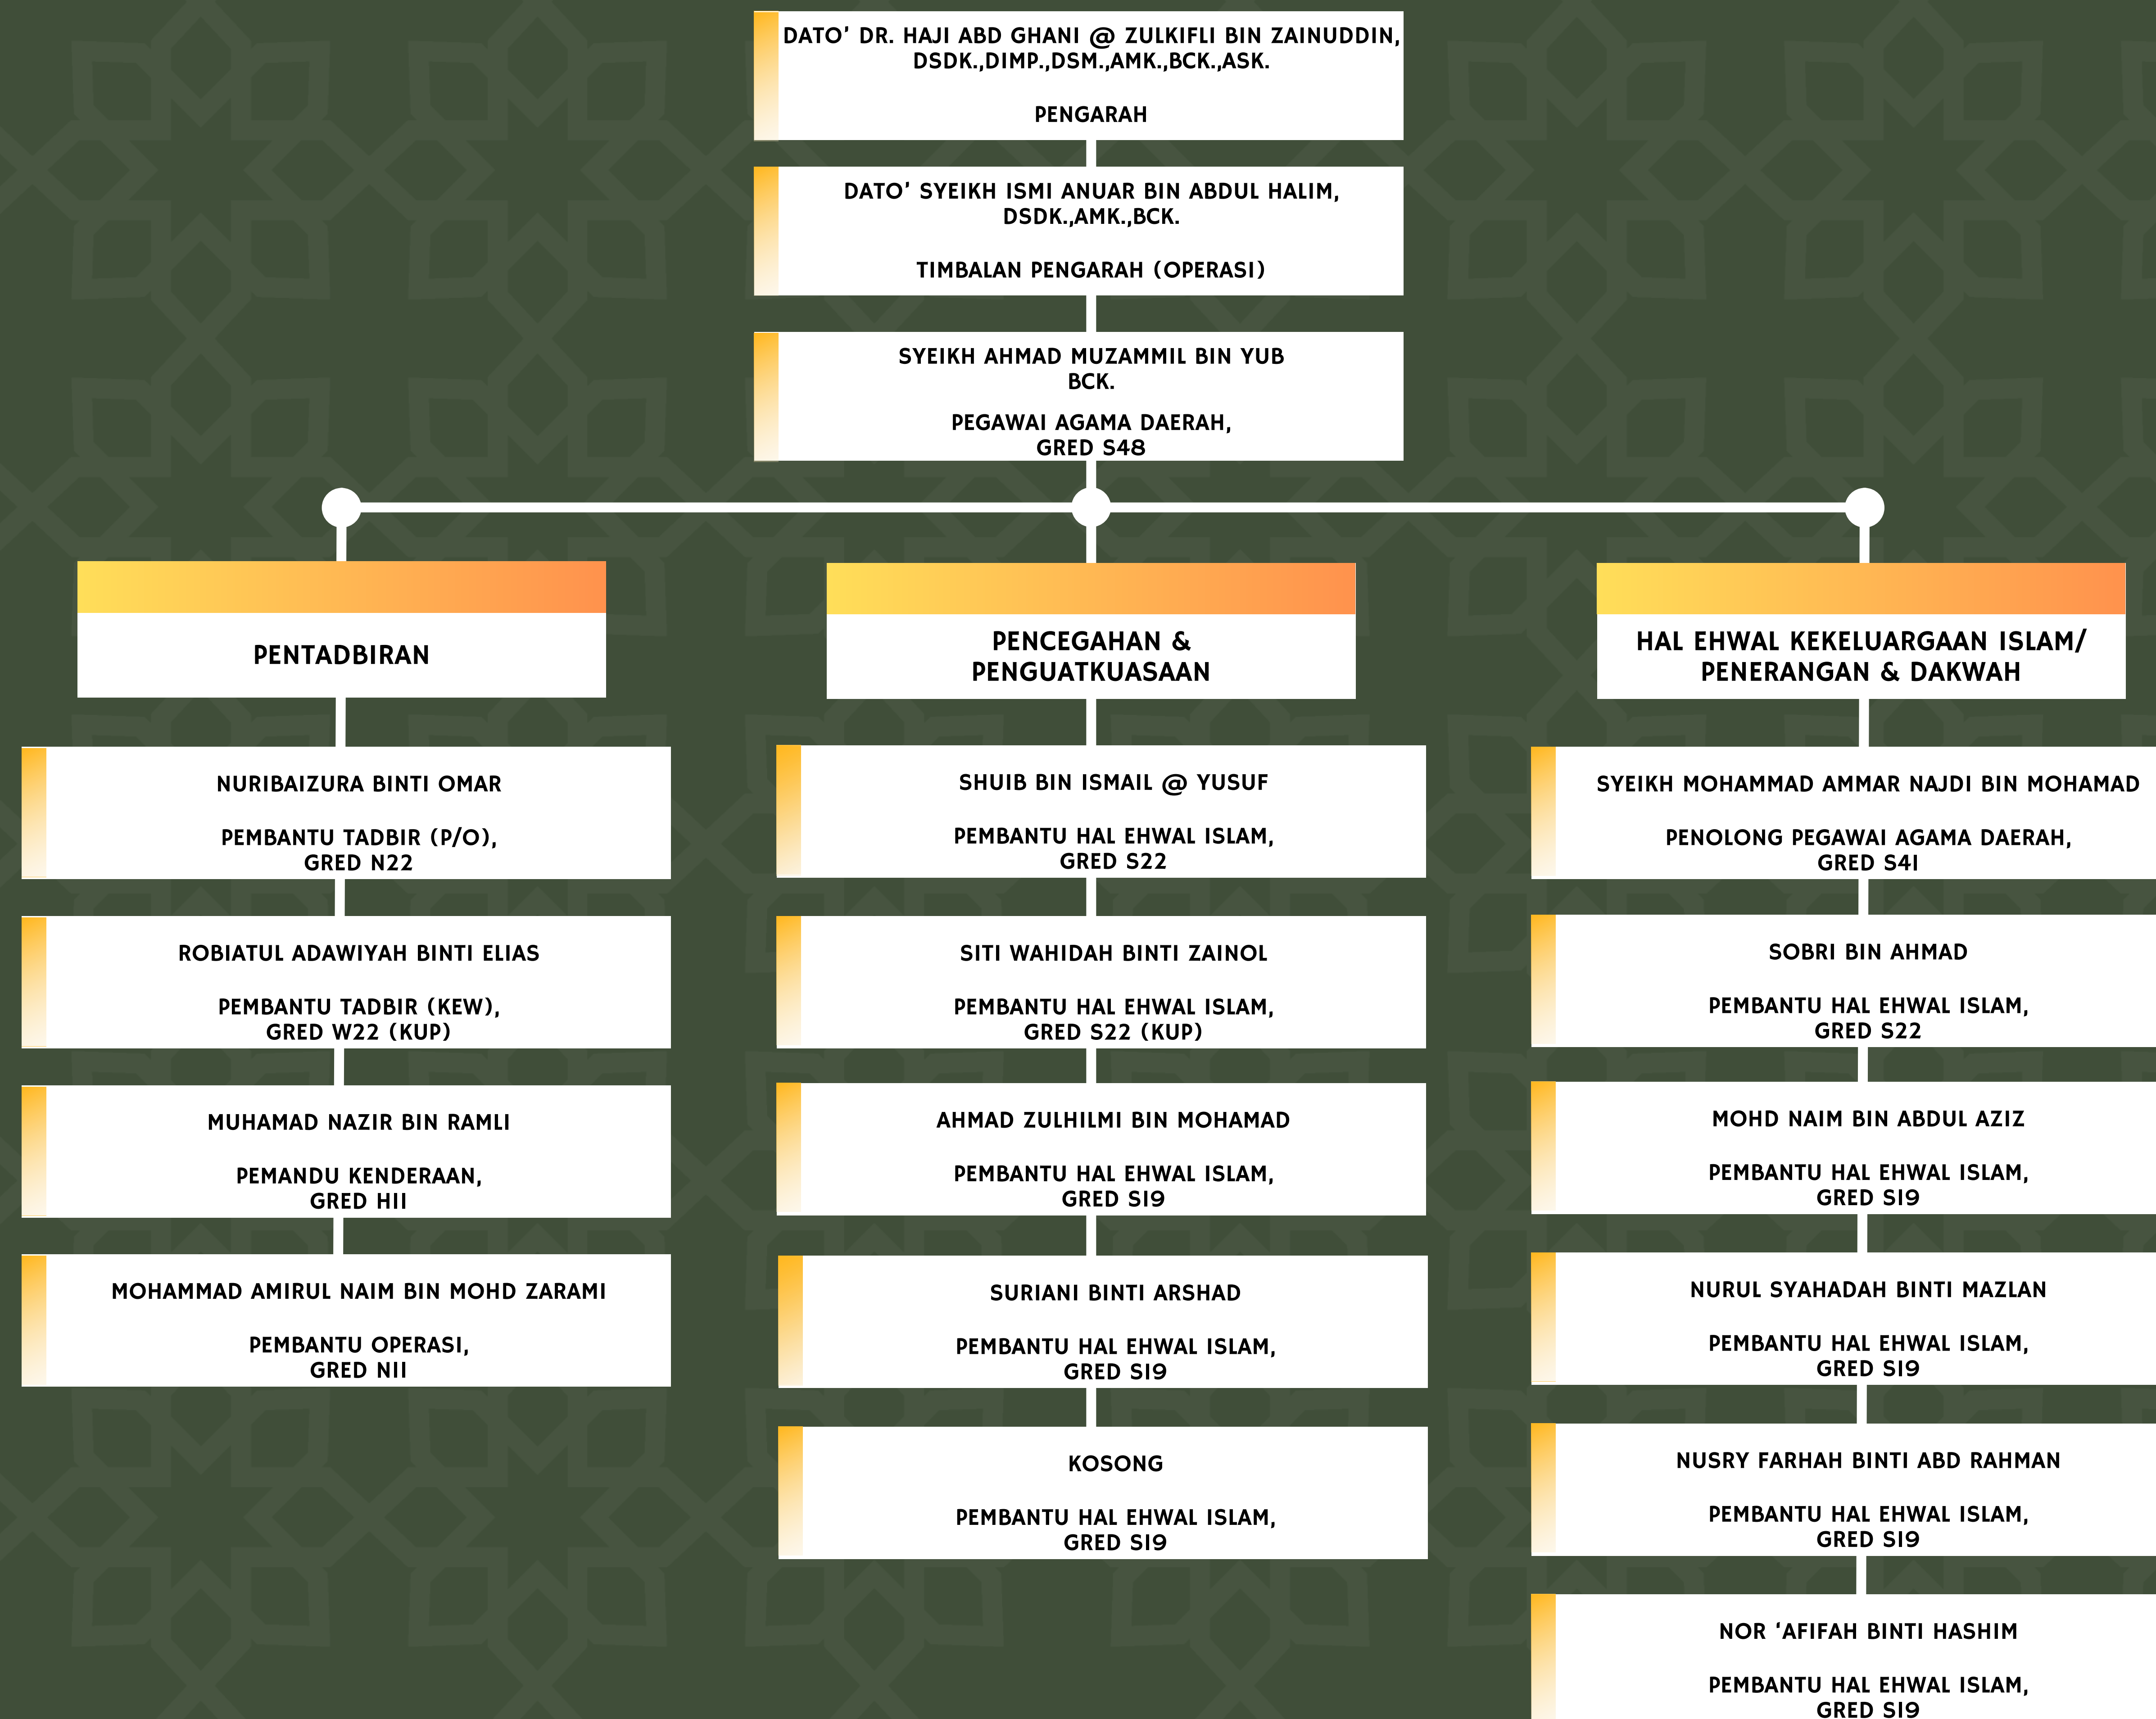 DATO' DR. HAJI ABD GHANI @ ZULKIFLI BIN ZAINUDDIN,
DSDK.,DIMP.,DSM.,AMK.,BCK.,ASK.
PENGARAH
DATO' SYEIKH ISMI ANUAR BIN ABDUL HALIM,
DSDK.,AMK.,BCK.
TIMBALAN PENGARAH (OPERASI)
SYEIKH AHMAD MUZAMMIL BIN YUB
BCK.
PEGAWAI AGAMA DAERAH,
GRED S48
PENTADBIRAN
NURIBAIZURA BINTI OMAR
PEMBANTU TADBIR (P/O),
GRED N22
ROBIATUL ADAWIYAH BINTI ELIAS
PEMBANTU TADBIR (KEW),
GRED W22 (KUP)
MUHAMAD NAZIR BIN RAMLI
PEMANDU KENDERAAN,
GRED H11
MOHAMMAD AMIRUL NAIM BIN MOHD ZARAMI
PEMBANTU OPERASI,
GRED N11
PENCEGAHAN &
PENGUATKUASAAN
SHUIB BIN ISMAIL @ YUSUF
PEMBANTU HAL EHWAL ISLAM,
GRED S22
SITI WAHIDAH BINTI ZAINOL
PEMBANTU HAL EHWAL ISLAM,
GRED S22 (KUP)
AHMAD ZULHILMI BIN MOHAMAD
PEMBANTU HAL EHWAL ISLAM,
GRED S19
SURIANI BINTI ARSHAD
PEMBANTU HAL EHWAL ISLAM,
GRED S19
KOSONG
PEMBANTU HAL EHWAL ISLAM,
GRED S19
HAL EHWAL KEKELUARGAAN ISLAM/
PENERANGAN & DAKWAH
SYEIKH MOHAMMAD AMMAR NAJDI BIN MOHAMAD
PENOLONG PEGAWAI AGAMA DAERAH,
GRED S41
SOBRI BIN AHMAD
PEMBANTU HAL EHWAL ISLAM,
GRED S22
MOHD NAIM BIN ABDUL AZIZ
PEMBANTU HAL EHWAL ISLAM,
GRED S19
NURUL SYAHADAH BINTI MAZLAN
PEMBANTU HAL EHWAL ISLAM,
GRED S19
NUSRY FARHAH BINTI ABD RAHMAN
PEMBANTU HAL EHWAL ISLAM,
GRED S19
NOR 'AFIFAH BINTI HASHIM
PEMBANTU HAL EHWAL ISLAM,
GRED S19